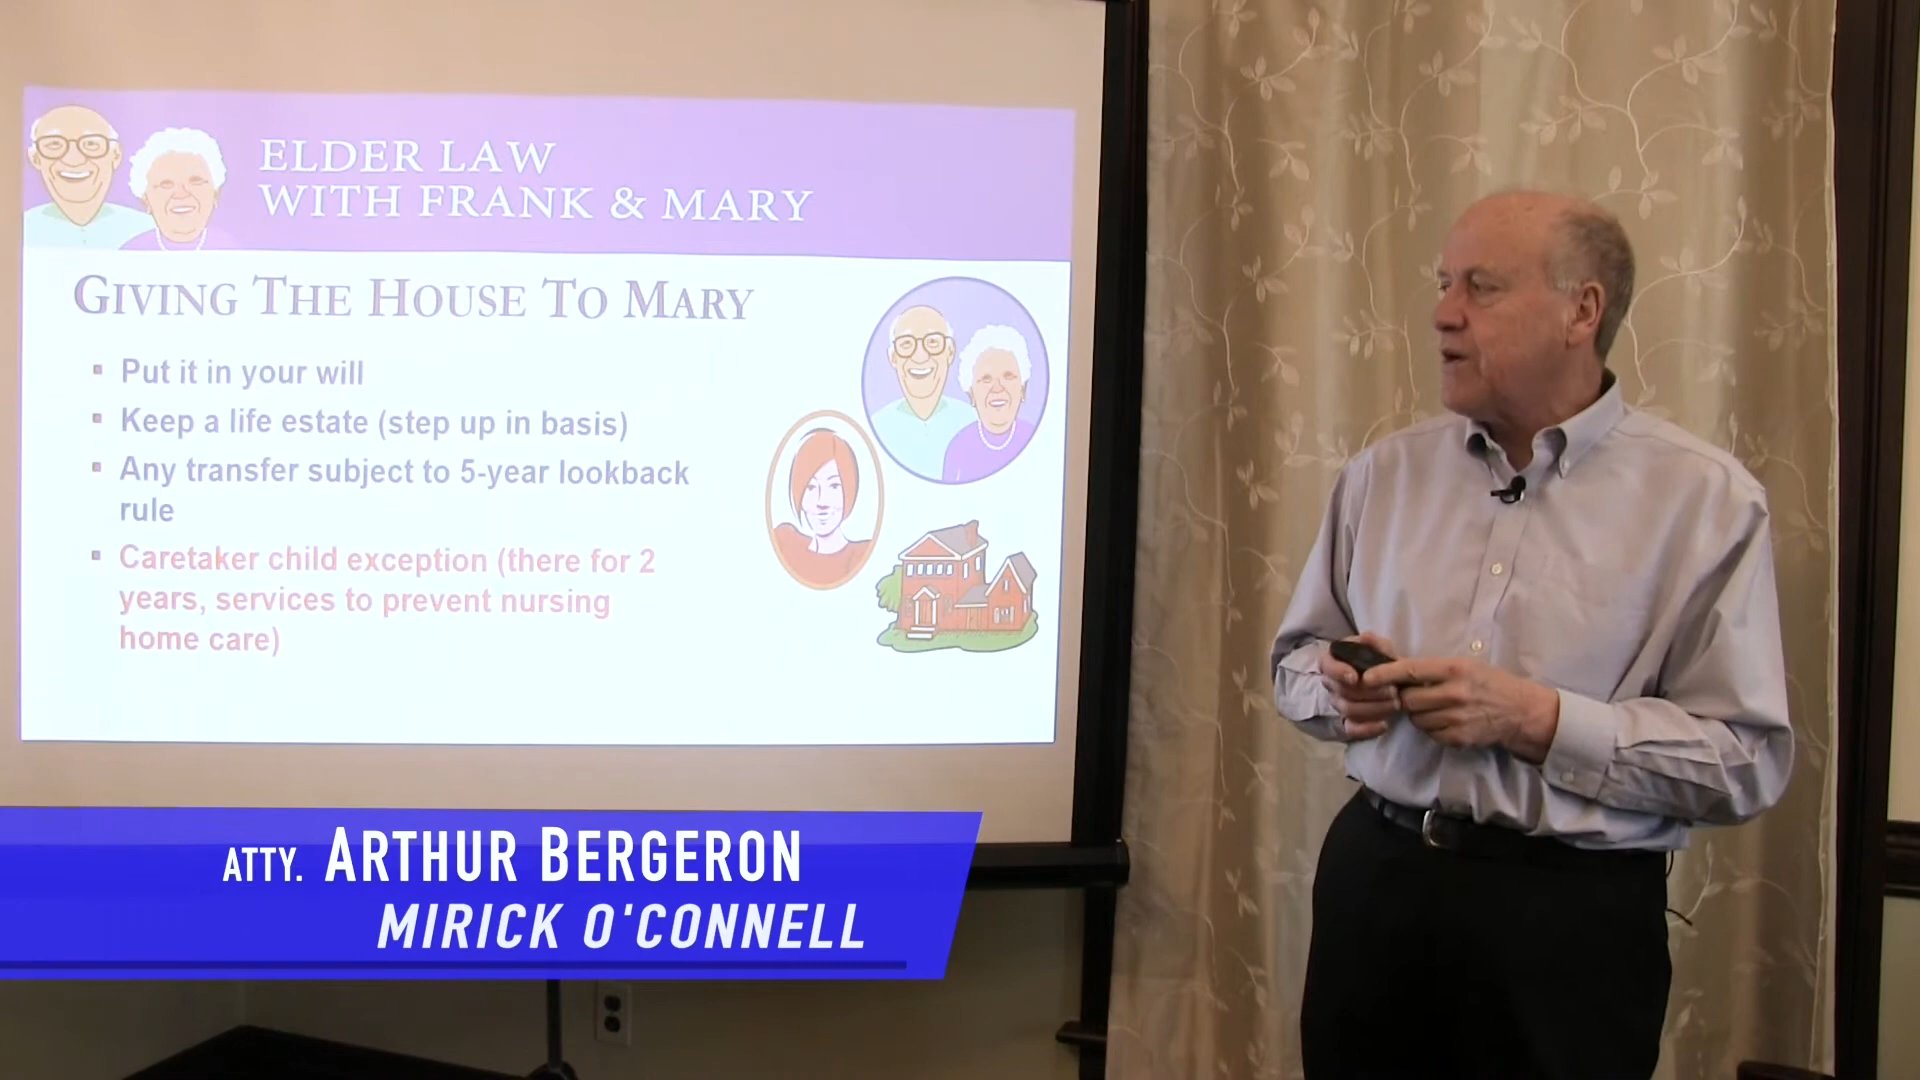 ELDER LAW
WITH FRANK & MARY
GIVING THE HOUSE TO MARY
▪ Put it in your will
▪ Keep a life estate (step up in basis)
▪ Any transfer subject to 5-year lookback
rule
▪ Caretaker child exception (there for 2
years, services to prevent nursing
home care)
ATTY. ARTHUR BERGERON
MIRICK O'CONNELL